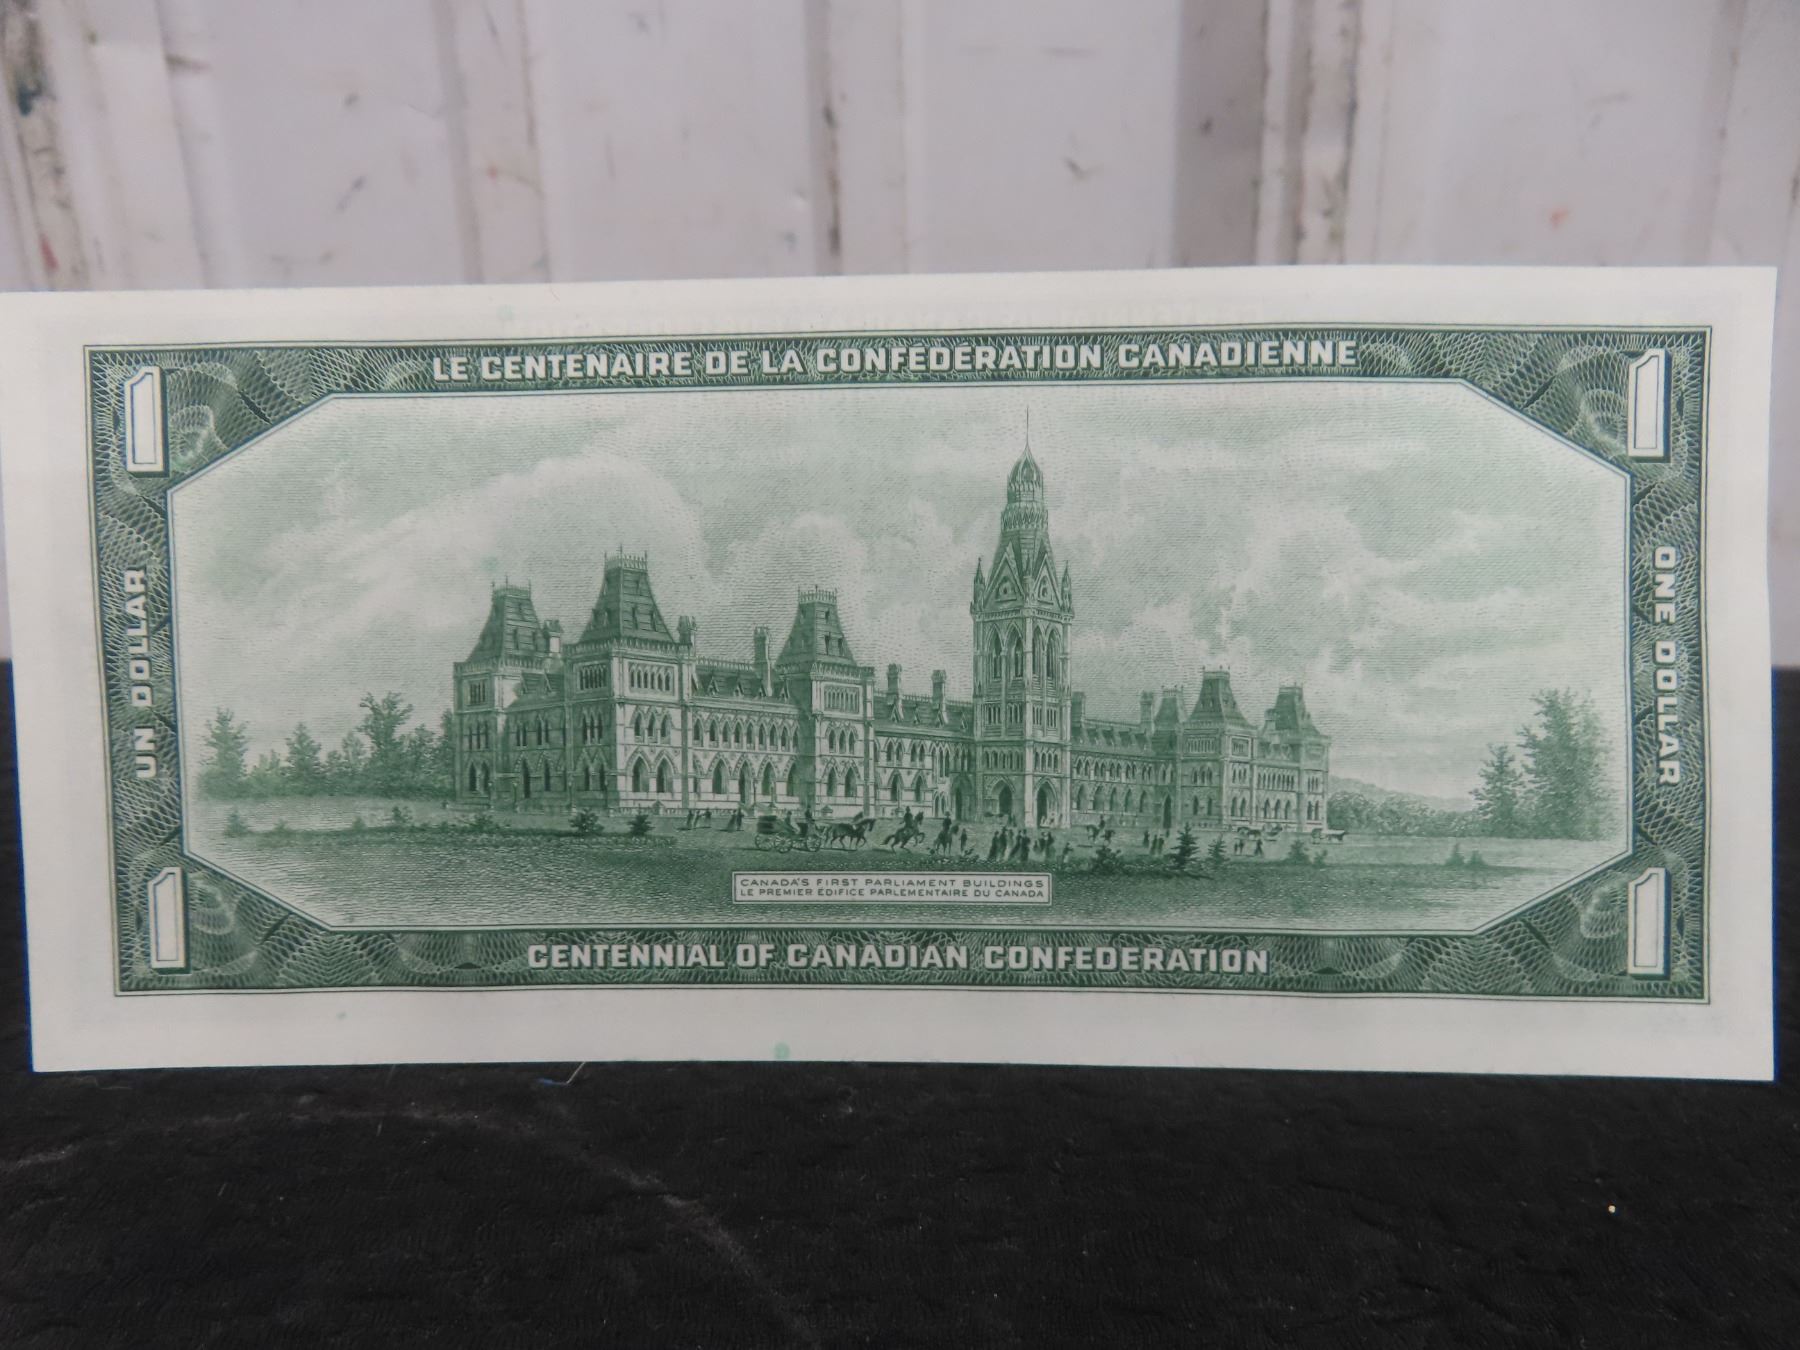 LE CENTENAIRE DE LA CONFÉDÉRATION CANADIENNE
1
1
UN DOLLAR
ONE DOLLAR
CANADA'S FIRST PARLIAMENT BUILDINGS
LE PREMIER ÉDIFICE PARLEMENTAIRE DU CANADA
1
1
CENTENNIAL OF CANADIAN CONFEDERATION